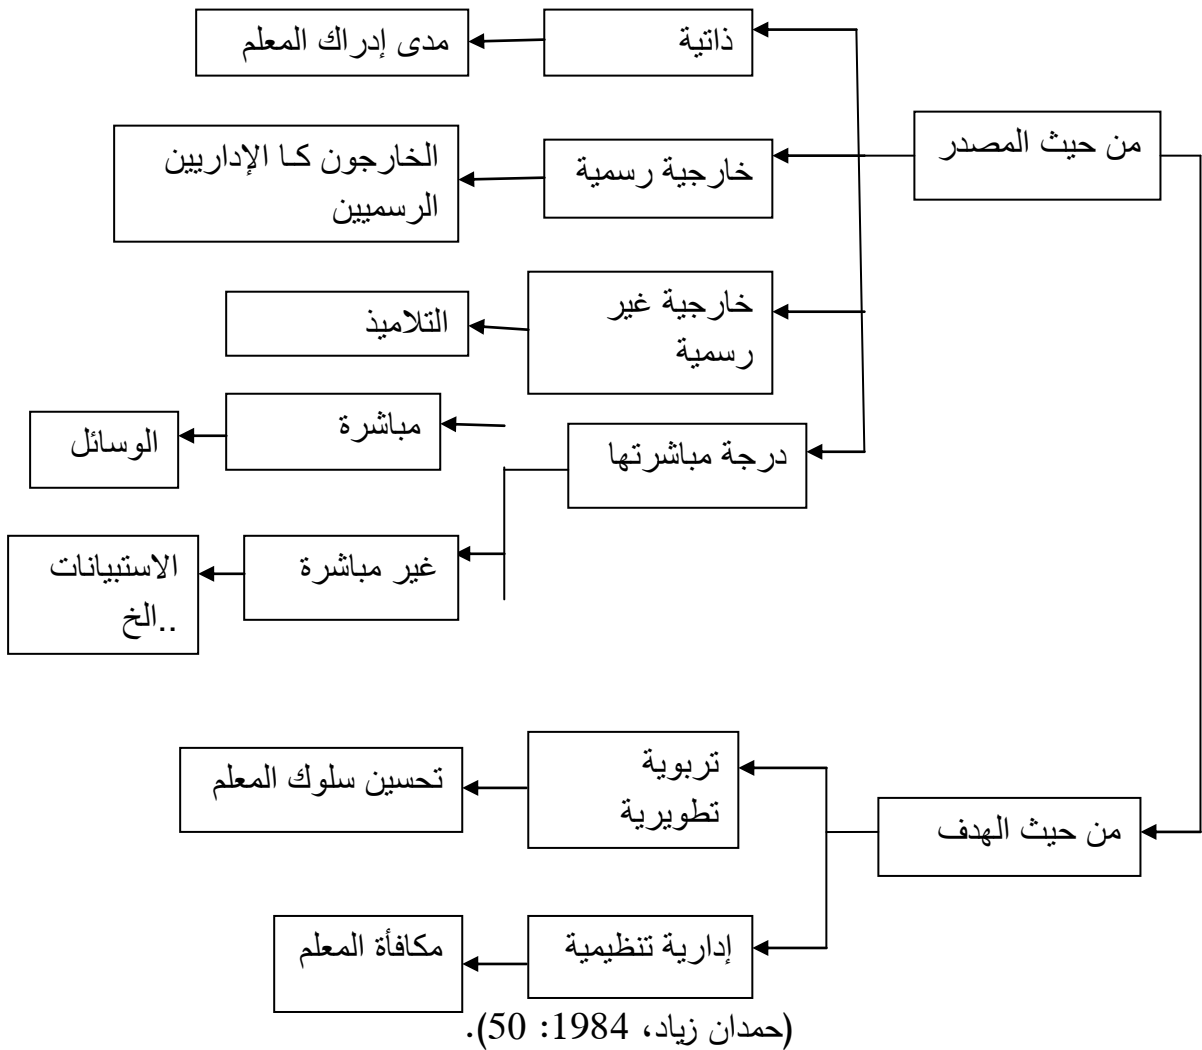 ذاتية
مدى إدراك المعلم
من حيث المصدر
خارجية رسمية
الخارجون كـا الإداريين
الرسميين
خارجية غير
رسمية
التلاميذ
درجة مباشرتها
مباشرة
الوسائل
غير مباشرة
الاستبيانات
..الخ
من حيث الهدف
تربوية
تطويرية
تحسين سلوك المعلم
إدارية تنظيمية
مكافأة المعلم
(حمدان زياد، 1984: 50).